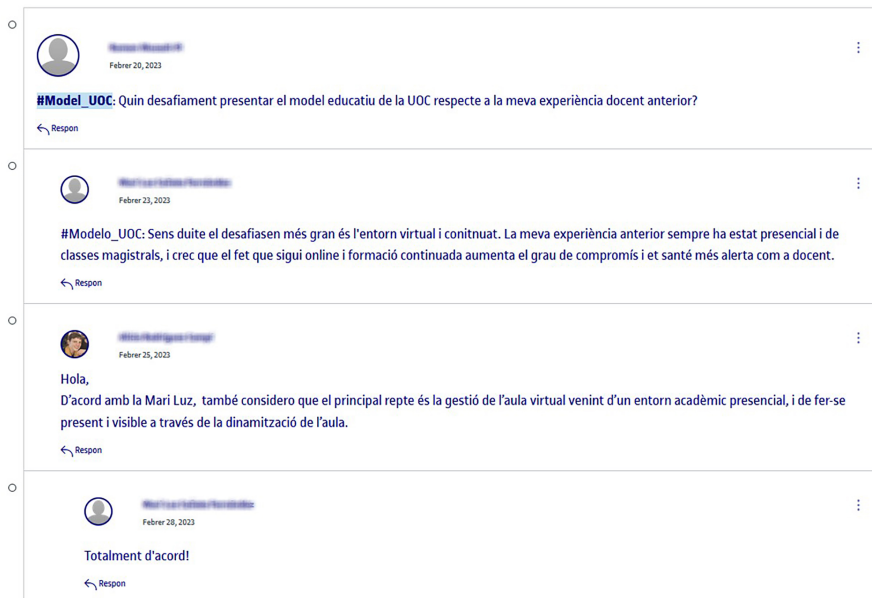 Febrer 20, 2023
#Model_UOC: Quin desafiament presentar el model educatiu de la UOC respecte a la meva experiència docent anterior?
Respon
Febrer 23, 2023
#Modelo_UOC: Sens duite el desafiasen més gran és l'entorn virtual i conitnuat. La meva experiència anterior sempre ha estat presencial i de
classes magistrals, i crec que el fet que sigui online i formació continuada aumenta el grau de compromís i et santé més alerta com a docent.
Respon
Febrer 25, 2023
Hola,
D'acord amb la Mari Luz, també considero que el principal repte és la gestió de l'aula virtual venint d'un entorn acadèmic presencial, i de fer-se
present i visible a través de la dinamització de l'aula.
Respon
Febrer 28, 2023
Totalment d'acord!
Respon